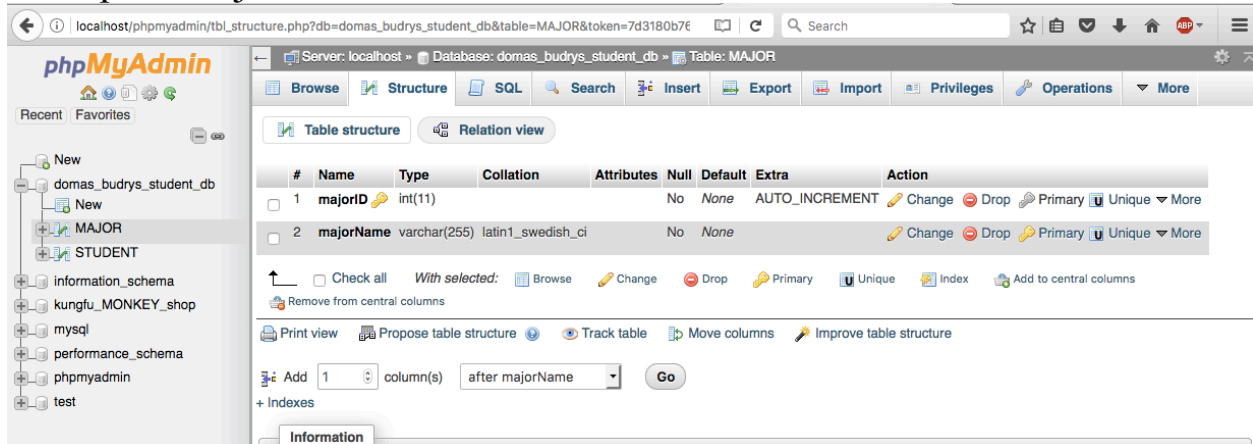 localhost/phpmyadmin/tbl_structure.php?db=domas_budrys_student_db&table=MAJOR&token=7d3180b76 Search ABP
Server: localhost » Database: domas_budrys_student_db » Table: MAJOR
phpMyAdmin
Recent Favorites
New
domas_budrys_student_db
New
MAJOR
STUDENT
information_schema
kungfu_MONKEY_shop
mysql
performance_schema
phpmyadmin
test
Browse Structure SQL Search Insert Export Import Privileges Operations More
Table structure Relation view
# Name Type Collation Attributes Null Default Extra Action
1 majorID int(11) No None AUTO_INCREMENT Change Drop Primary Unique More
2 majorName varchar(255) latin1_swedish_ci No None Change Drop Primary Unique More
Check all With selected: Browse Change Drop Primary Unique Index Add to central columns
Remove from central columns
Print view Propose table structure Track table Move columns Improve table structure
Add 1 column(s) after majorName Go
+ Indexes
Information